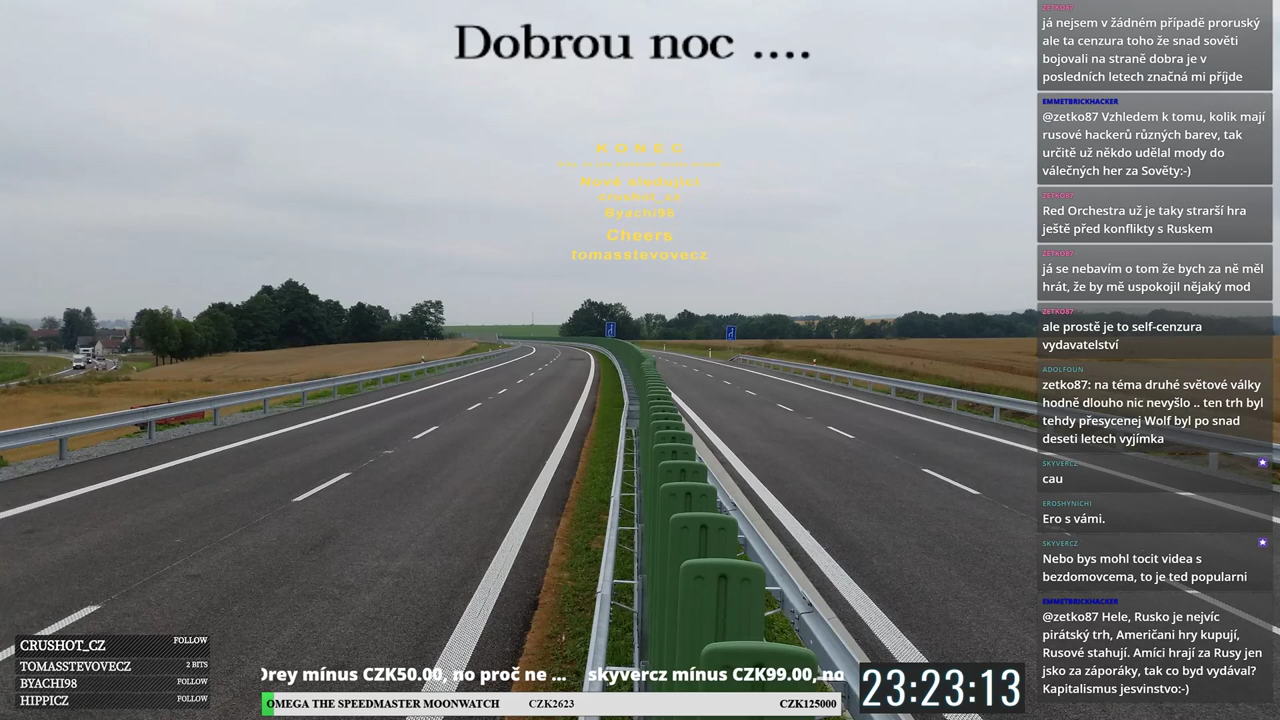 Dobrou noc ....
KONEC
Nově sledující
crushot_cz
Byachi98
Cheers
tomasstevovecz
ZETKO87
já nejsem v žádném případě proruský
ale ta cenzura toho že snad sověti
bojovali na straně dobra je v
posledních letech značná mi příjde
EMMETBRICKHACKER
@zetko87 Vzhledem k tomu, kolik mají
rusové hackerů různých barev, tak
určitě už někdo udělal mody do
válečných her za Sověty:-)
ZETKO87
Red Orchestra už je taky strarší hra
ještě před konflikty s Ruskem
ZETKO87
já se nebavím o tom že bych za ně měl
hrát, že by mě uspokojil nějaký mod
ZETKO87
ale prostě je to self-cenzura
vydavatelství
ADOLFOUN
zetko87: na téma druhé světové války
hodně dlouho nic nevyšlo .. ten trh byl
tehdy přesycenej Wolf byl po snad
deseti letech vyjímka
SKYVERCZ
cau
EROSHYNICHI
Ero s vámi.
SKYVERCZ
Nebo bys mohl tocit videa s
bezdomovcema, to je ted popularni
EMMETBRICKHACKER
@zetko87 Hele, Rusko je nejvíc
pirátský trh, Američani hry kupují,
Rusové stahují. Amíci hrají za Rusy jen
jsko za záporáky, tak co byd vydával?
Kapitalismus jesvinstvo:-)
CRUSHOT_CZ FOLLOW
TOMASSTEVOVECZ 2 BITS
BYACHI98 FOLLOW
HIPPICZ FOLLOW
Orey mínus CZK50.00, no proč ne ... skyvercz mínus CZK99.00, no
OMEGA THE SPEEDMASTER MOONWATCH CZK2623 CZK125000
23:23:13